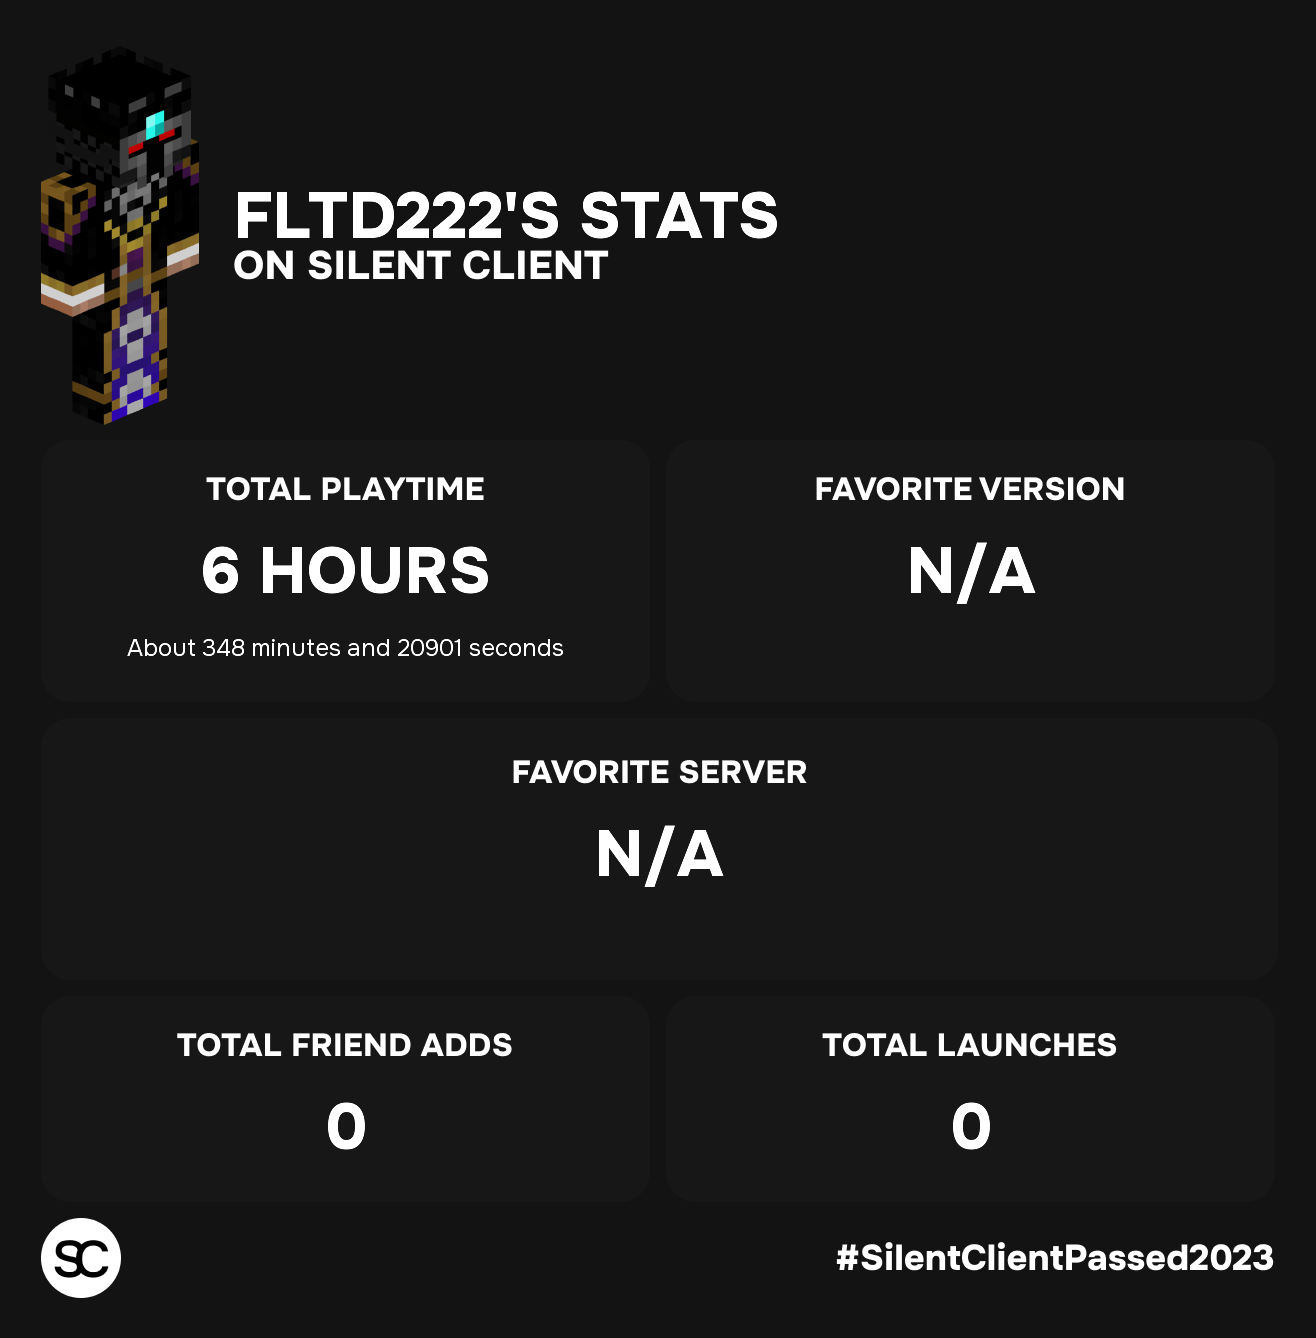 FLTD222'S STATS
ON SILENT CLIENT
TOTAL PLAYTIME
6 HOURS
About 348 minutes and 20901 seconds
FAVORITE VERSION
N/A
FAVORITE SERVER
N/A
TOTAL FRIEND ADDS
0
TOTAL LAUNCHES
0
SC
#SilentClientPassed2023